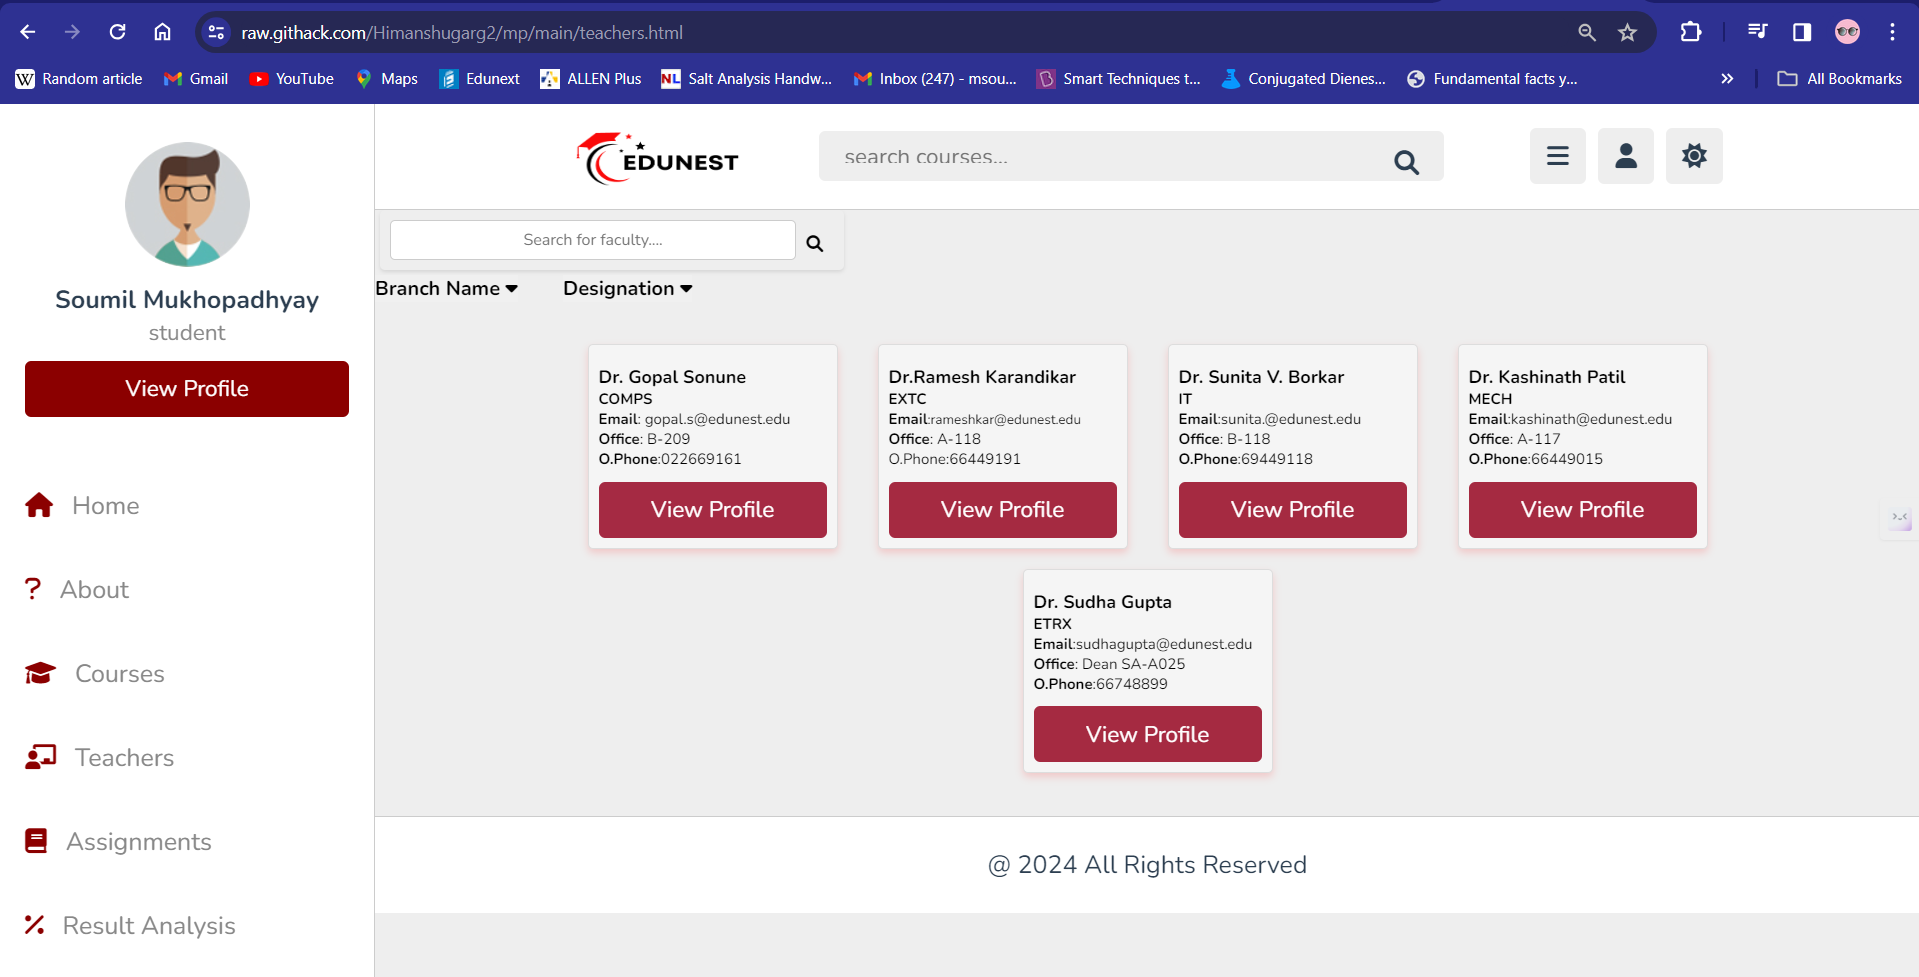 raw.githack.com/Himanshugarg2/mp/main/teachers.html
W Random article Gmail YouTube Maps Edunext ALLEN Plus NL Salt Analysis Handw... Inbox (247) - msou... Smart Techniques t... Conjugated Dienes... Fundamental facts y... » All Bookmarks
Soumil Mukhopadhyay
student
View Profile
Home
? About
Courses
Teachers
Assignments
Result Analysis
EDUNEST
search courses...
Search for faculty....
Branch Name
Designation
Dr. Gopal Sonune
COMPS
Email: gopal.s@edunest.edu
Office: B-209
O.Phone:022669161
View Profile
Dr.Ramesh Karandikar
EXTC
Email:rameshkar@edunest.edu
Office: A-118
O.Phone:66449191
View Profile
Dr. Sunita V. Borkar
IT
Email:sunita.@edunest.edu
Office: B-118
O.Phone:69449118
View Profile
Dr. Kashinath Patil
MECH
Email:kashinath@edunest.edu
Office: A-117
O.Phone:66449015
View Profile
Dr. Sudha Gupta
ETRX
Email:sudhagupta@edunest.edu
Office: Dean SA-A025
O.Phone:66748899
View Profile
@ 2024 All Rights Reserved